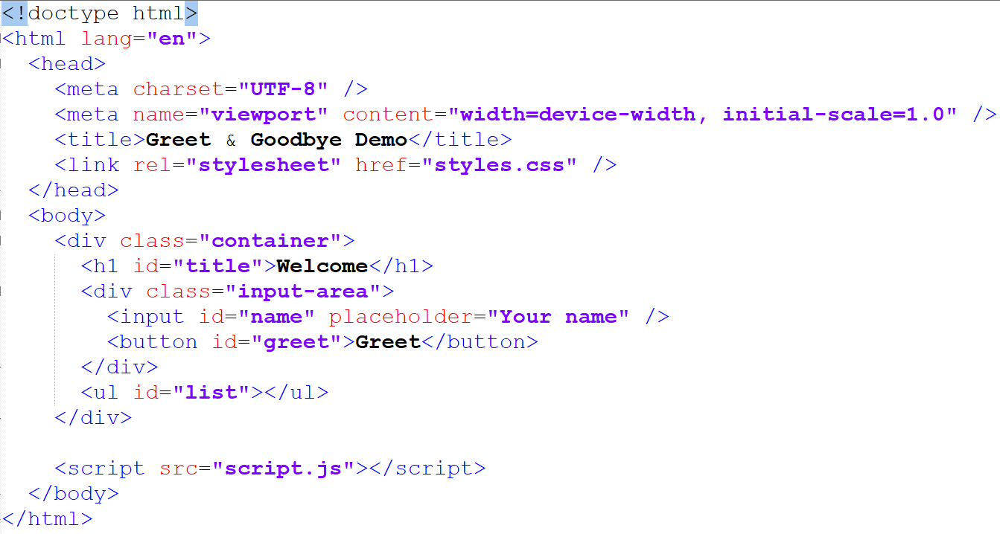 <!doctype html>
<html lang="en">
  <head>
    <meta charset="UTF-8" />
    <meta name="viewport" content="width=device-width, initial-scale=1.0" />
    <title>Greet & Goodbye Demo</title>
    <link rel="stylesheet" href="styles.css" />
  </head>
  <body>
    <div class="container">
      <h1 id="title">Welcome</h1>
      <div class="input-area">
        <input id="name" placeholder="Your name" />
        <button id="greet">Greet</button>
      </div>
      <ul id="list"></ul>
    </div>

    <script src="script.js"></script>
  </body>
</html>